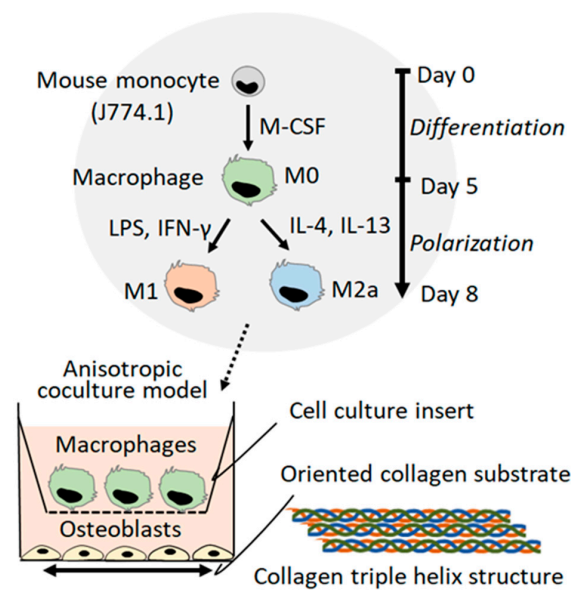 Mouse monocyte
(J774.1)
M-CSF
Macrophage
M0
LPS, IFN-γ
IL-4, IL-13
M1
M2a
Day 0
Differentiation
Day 5
Polarization
Day 8
Anisotropic
coculture model
Macrophages
Osteoblasts
Cell culture insert
Oriented collagen substrate
Collagen triple helix structure